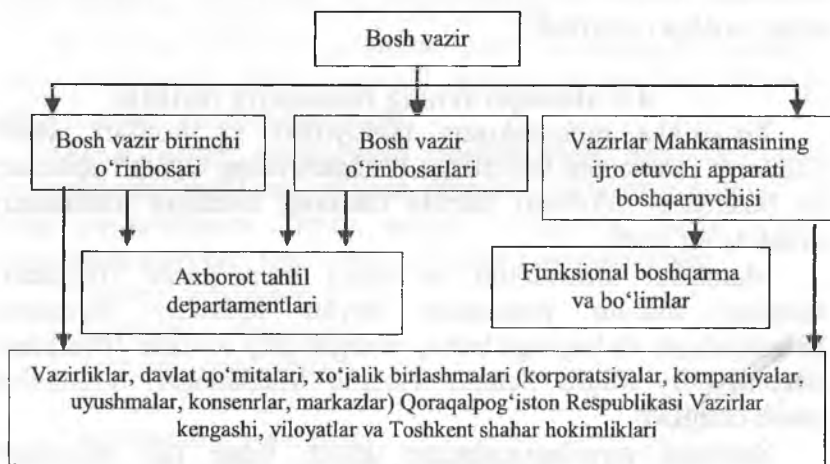 Bosh vazir
Bosh vazir birinchi
o‘rinbosari
Bosh vazir
o‘rinbosarlari
Vazirlar Mahkamasining
ijro etuvchi apparati
boshqaruvchisi
Axborot tahlil
departamentlari
Funksional boshqarma
va bo‘limlar
Vazirliklar, davlat qo‘mitalari, xo‘jalik birlashmalari (korporatsiyalar, kompaniyalar,
uyushmalar, konsenrlar, markazlar) Qoraqalpog‘iston Respublikasi Vazirlar
kengashi, viloyatlar va Toshkent shahar hokimliklari